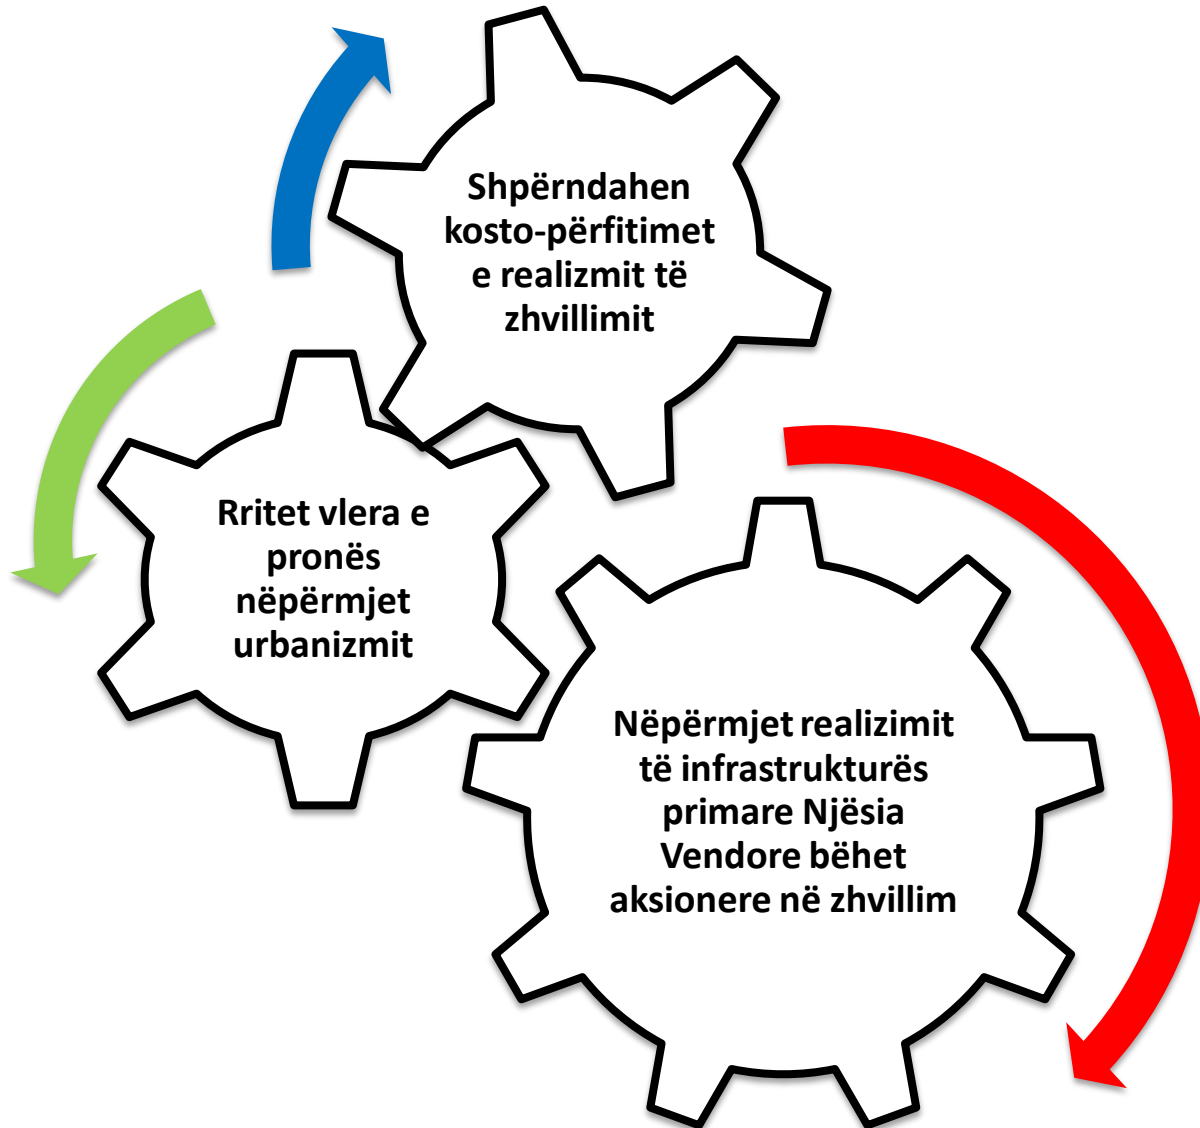 Shpërndahen
kosto-përfitimet
e realizmit të
zhvillimit
Rritet vlera e
pronës
nëpërmjet
urbanizmit
Nëpërmjet realizimit
të infrastrukturës
primare Njësia
Vendore bëhet
aksionere në zhvillim